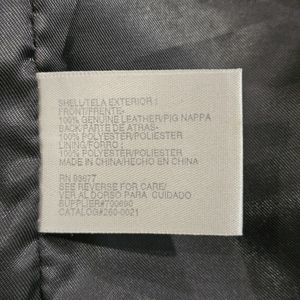 SHELL/TELA EXTERIOR :
FRONT/FRENTE-
100% GENUINE LEATHER/PIG NAPPA
BACK/PARTE DE ATRAS-
100% POLYESTER/POLIESTER
LINING/FORRO :
100% POLYESTER/POLIESTER
MADE IN CHINA/HECHO EN CHINA
RN 93677
SEE REVERSE FOR CARE/
VER AL DORSO PARA CUIDADO
SUPPLIER#700690
CATALOG#260-0021